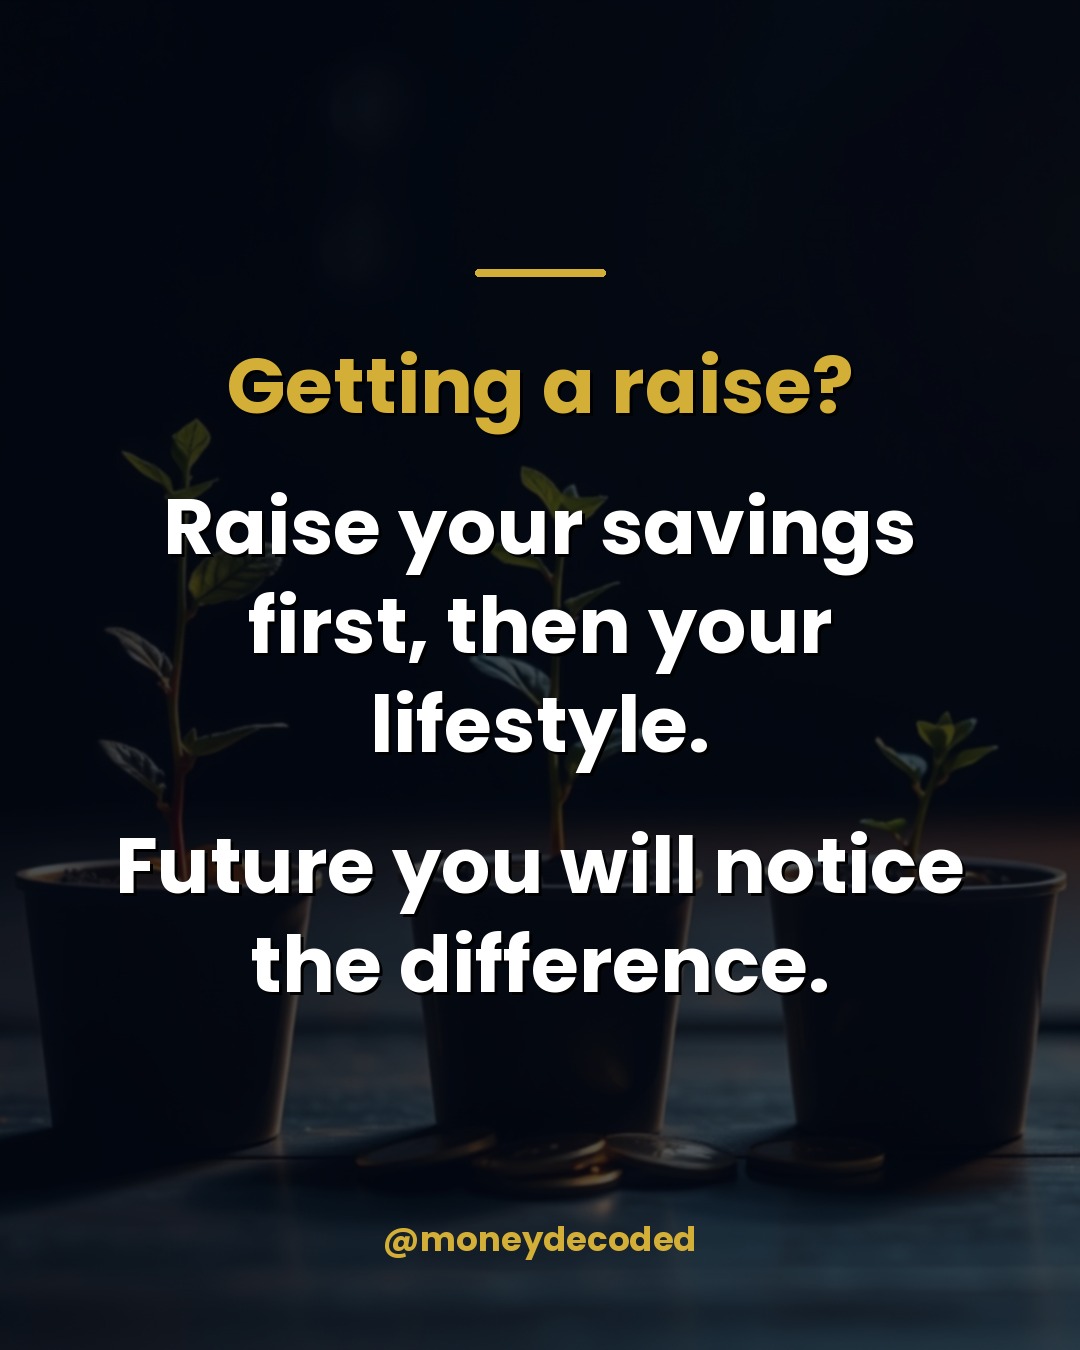 Getting a raise?
Raise your savings
first, then your
lifestyle.
Future you will notice
the difference.
@moneydecoded